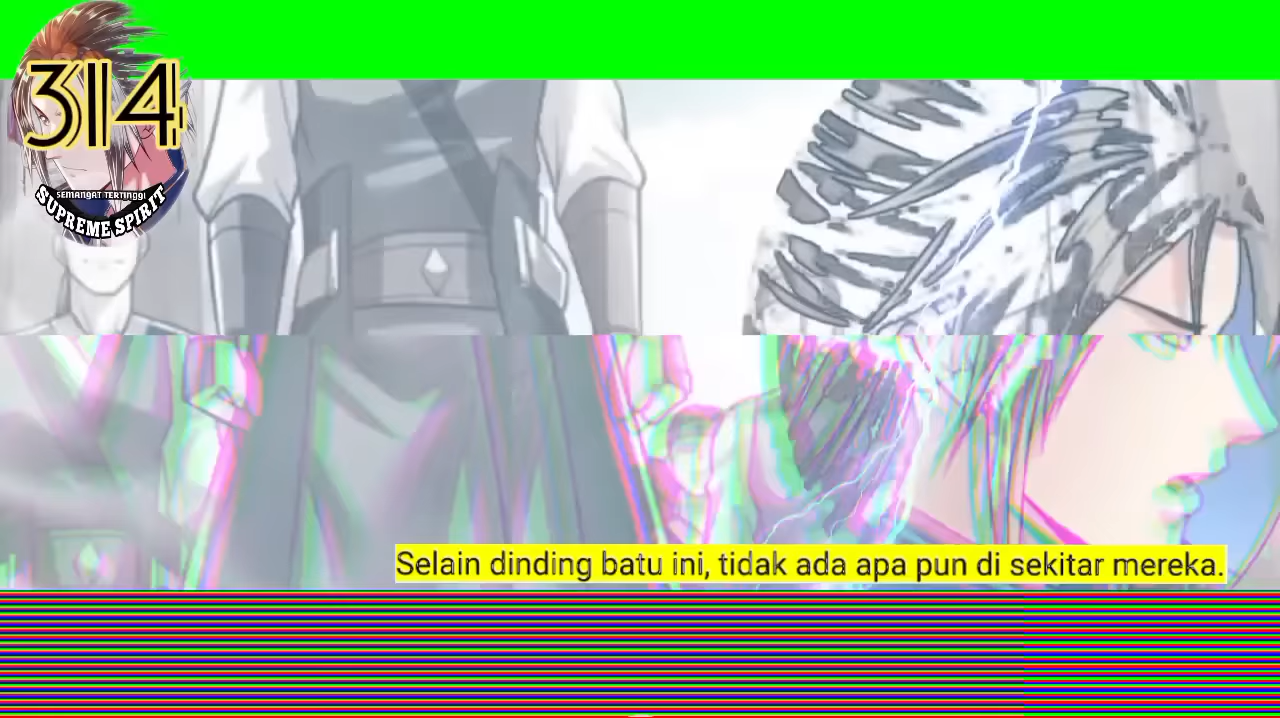 314
SEMANGAT TERTINGGI
SUPREME SPIRIT
Selain dinding batu ini, tidak ada apa pun di sekitar mereka.